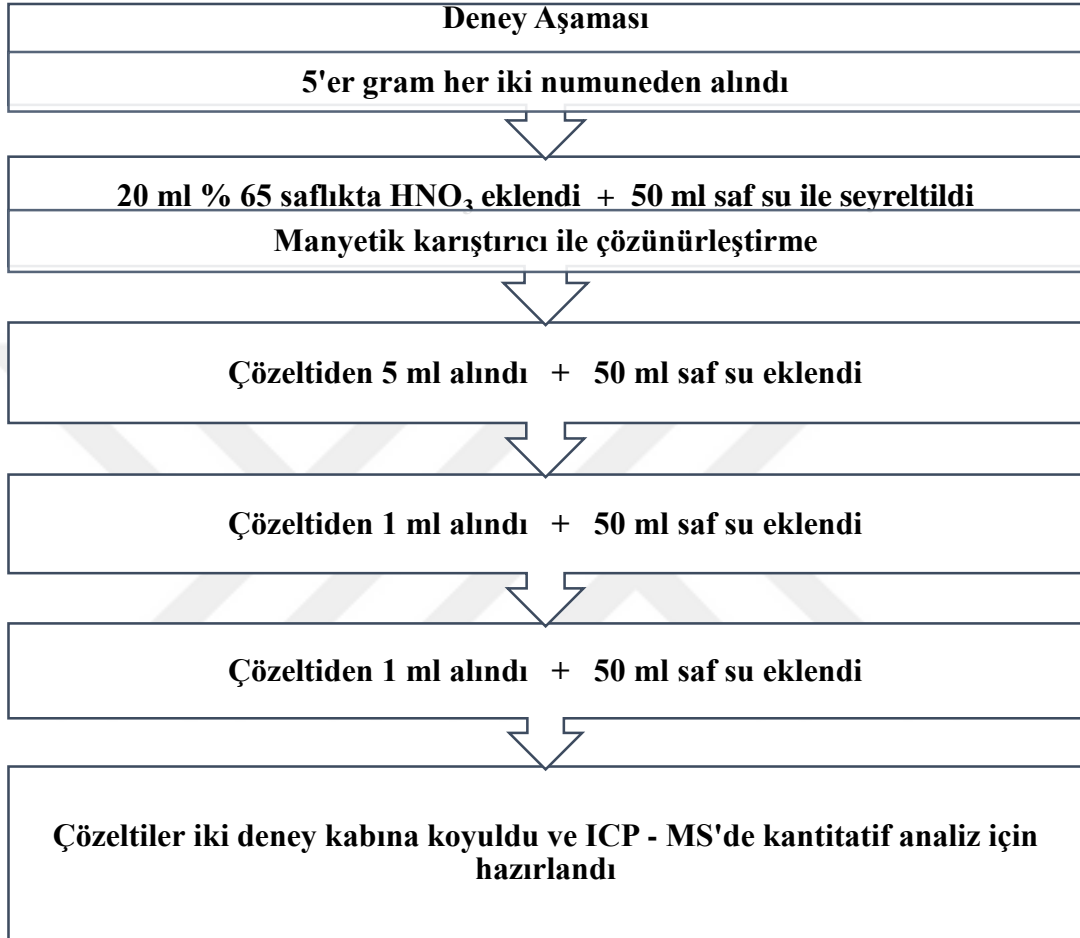 Deney Aşaması
5'er gram her iki numuneden alındı
20 ml % 65 saflıkta HNO₃ eklendi + 50 ml saf su ile seyreltildi
Manyetik karıştırıcı ile çözünürleştirme
Çözeltiden 5 ml alındı + 50 ml saf su eklendi
Çözeltiden 1 ml alındı + 50 ml saf su eklendi
Çözeltiden 1 ml alındı + 50 ml saf su eklendi
Çözeltiler iki deney kabına koyuldu ve ICP - MS'de kantitatif analiz için
hazırlandı